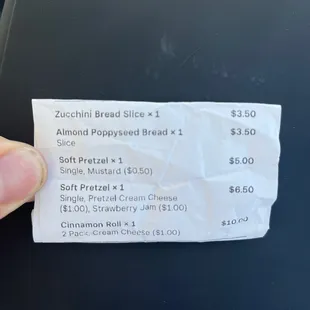 Zucchini Bread Slice × 1 $3.50
Almond Poppyseed Bread × 1 $3.50
Slice
Soft Pretzel × 1 $5.00
Single, Mustard ($0.50)
Soft Pretzel × 1 $6.50
Single, Pretzel Cream Cheese
($1.00), Strawberry Jam ($1.00)
Cinnamon Roll × 1 $10.00
2 Pack, Cream Cheese ($1.00)